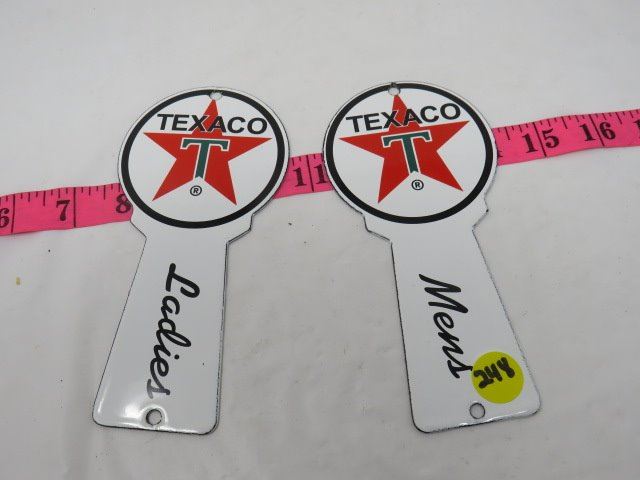 TEXACO
T
®
Ladies
TEXACO
T
®
Mens
248
6 7 8 11 15 16